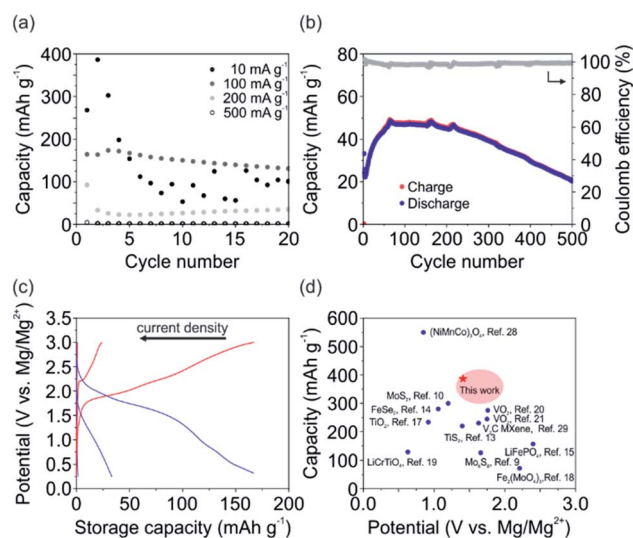 (a)
Capacity (mAh g⁻¹)
400
350
300
250
200
150
100
50
0
10 mA g⁻¹
100 mA g⁻¹
200 mA g⁻¹
500 mA g⁻¹
0 5 10 15 20
Cycle number
(b)
Capacity (mAh g⁻¹)
80
60
40
20
0
Charge
Discharge
100
80
60
40
20
0
Coulomb efficiency (%)
0 100 200 300 400 500
Cycle number
(c)
Potential (V vs. Mg/Mg²⁺)
3.5
3.0
2.5
2.0
1.5
1.0
0.5
0.0
current density
0 50 100 150 200
Storage capacity (mAh g⁻¹)
(d)
Capacity (mAh g⁻¹)
600
500
400
300
200
100
0
(NiMnCo)₃O₄, Ref. 28
This work
MoS₂, Ref. 10
FeSe₂, Ref. 14
TiO₂, Ref. 17
VO₂, Ref. 20
VO, Ref. 21
V₂C MXene, Ref. 29
TiS₂, Ref. 13
LiFePO₄, Ref. 15
LiCrTiO₄, Ref. 19
Mo₆S₈, Ref. 9
Fe₂(MoO₄)₃, Ref. 18
0.0 1.0 2.0 3.0
Potential (V vs. Mg/Mg²⁺)